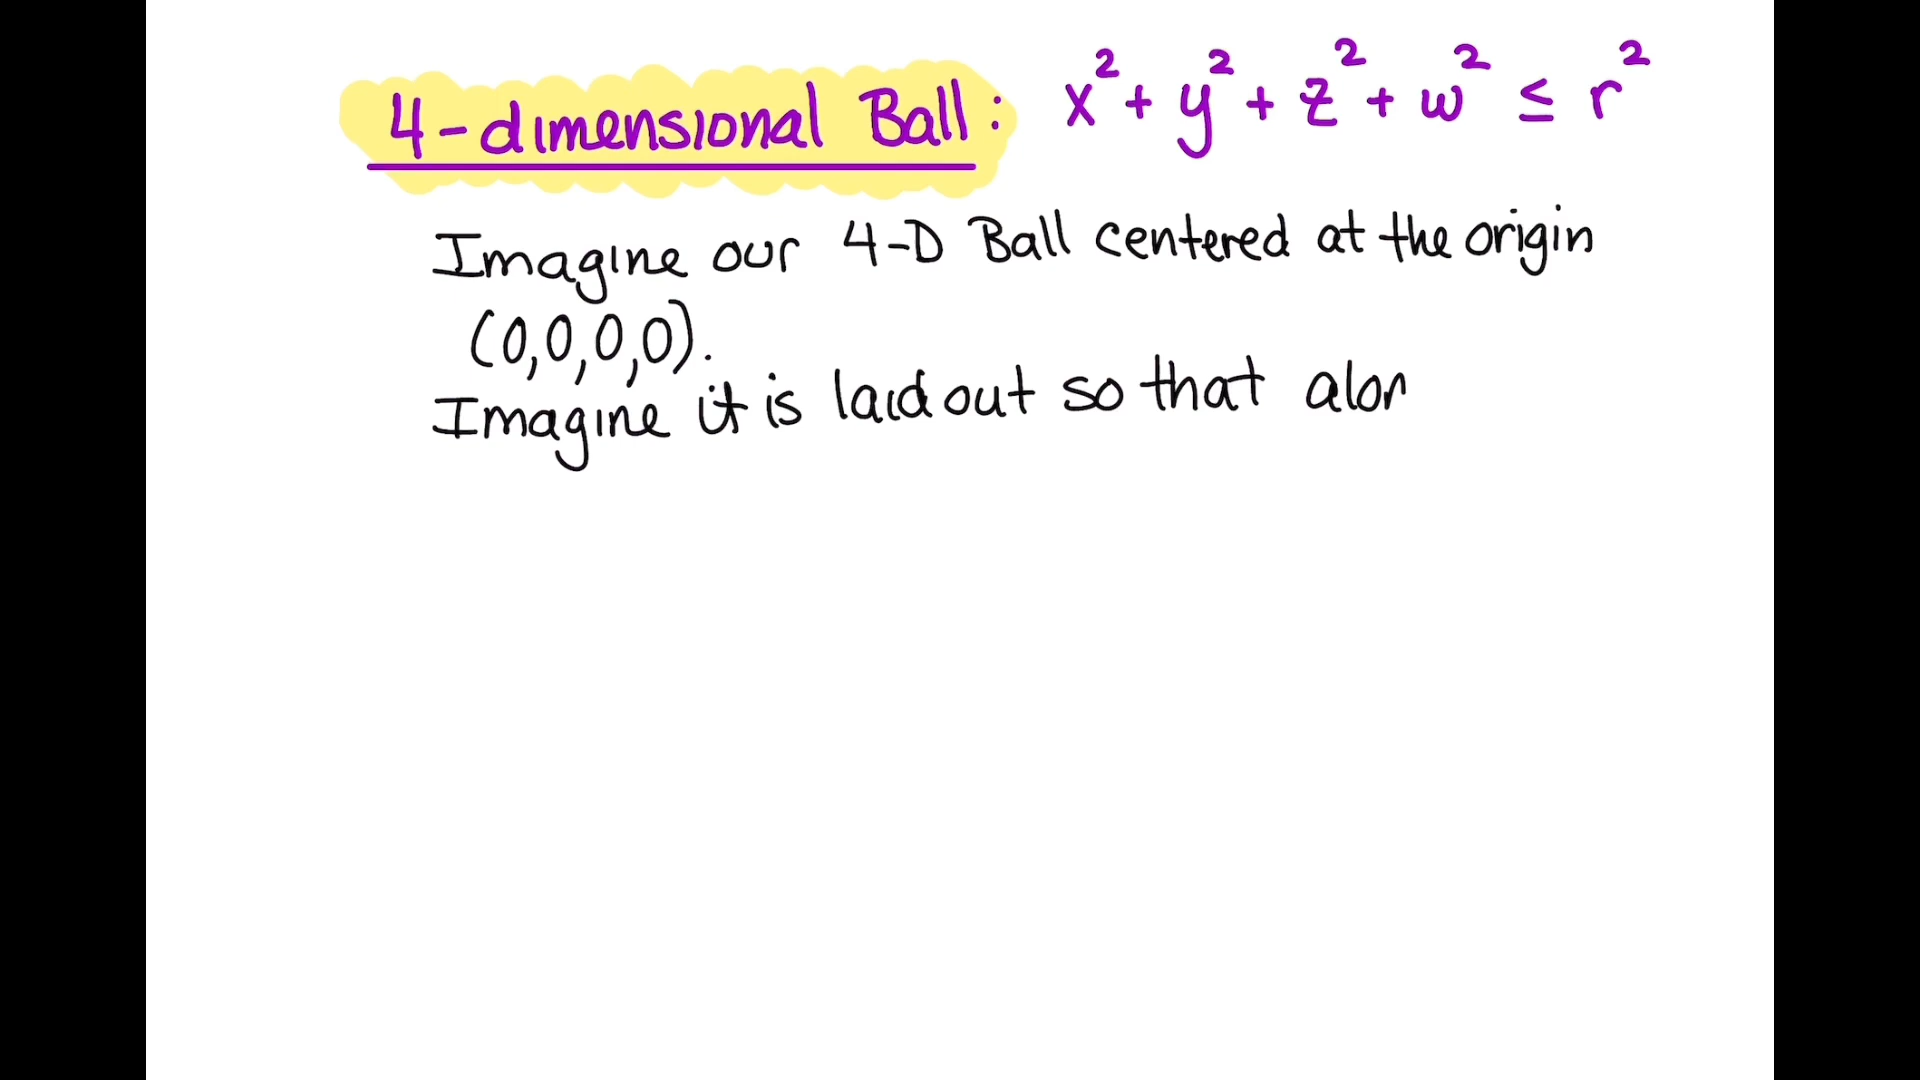 4-dimensional Ball: x² + y² + z² + w² ≤ r²
Imagine our 4-D Ball centered at the origin
(0,0,0,0).
Imagine it is laid out so that alon